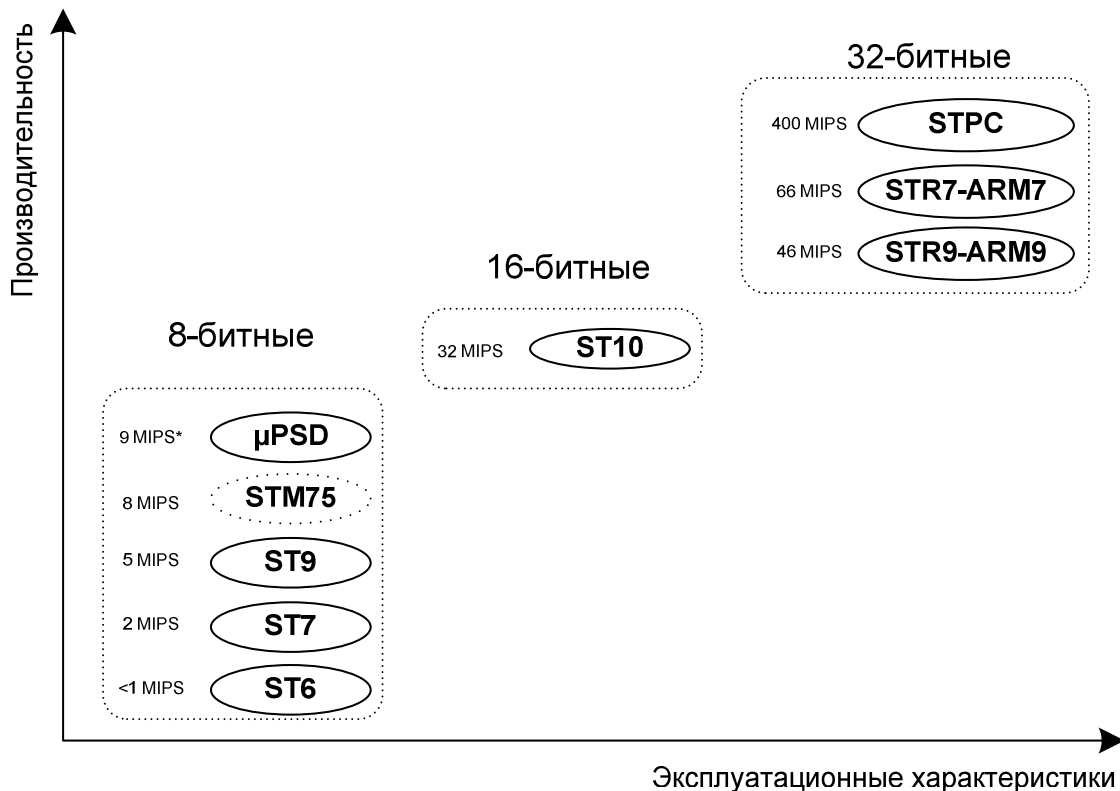 Производительность
32-битные
400 MIPS STPC
66 MIPS STR7-ARM7
46 MIPS STR9-ARM9
16-битные
32 MIPS ST10
8-битные
9 MIPS* µPSD
8 MIPS STM75
5 MIPS ST9
2 MIPS ST7
<1 MIPS ST6
Эксплуатационные характеристики